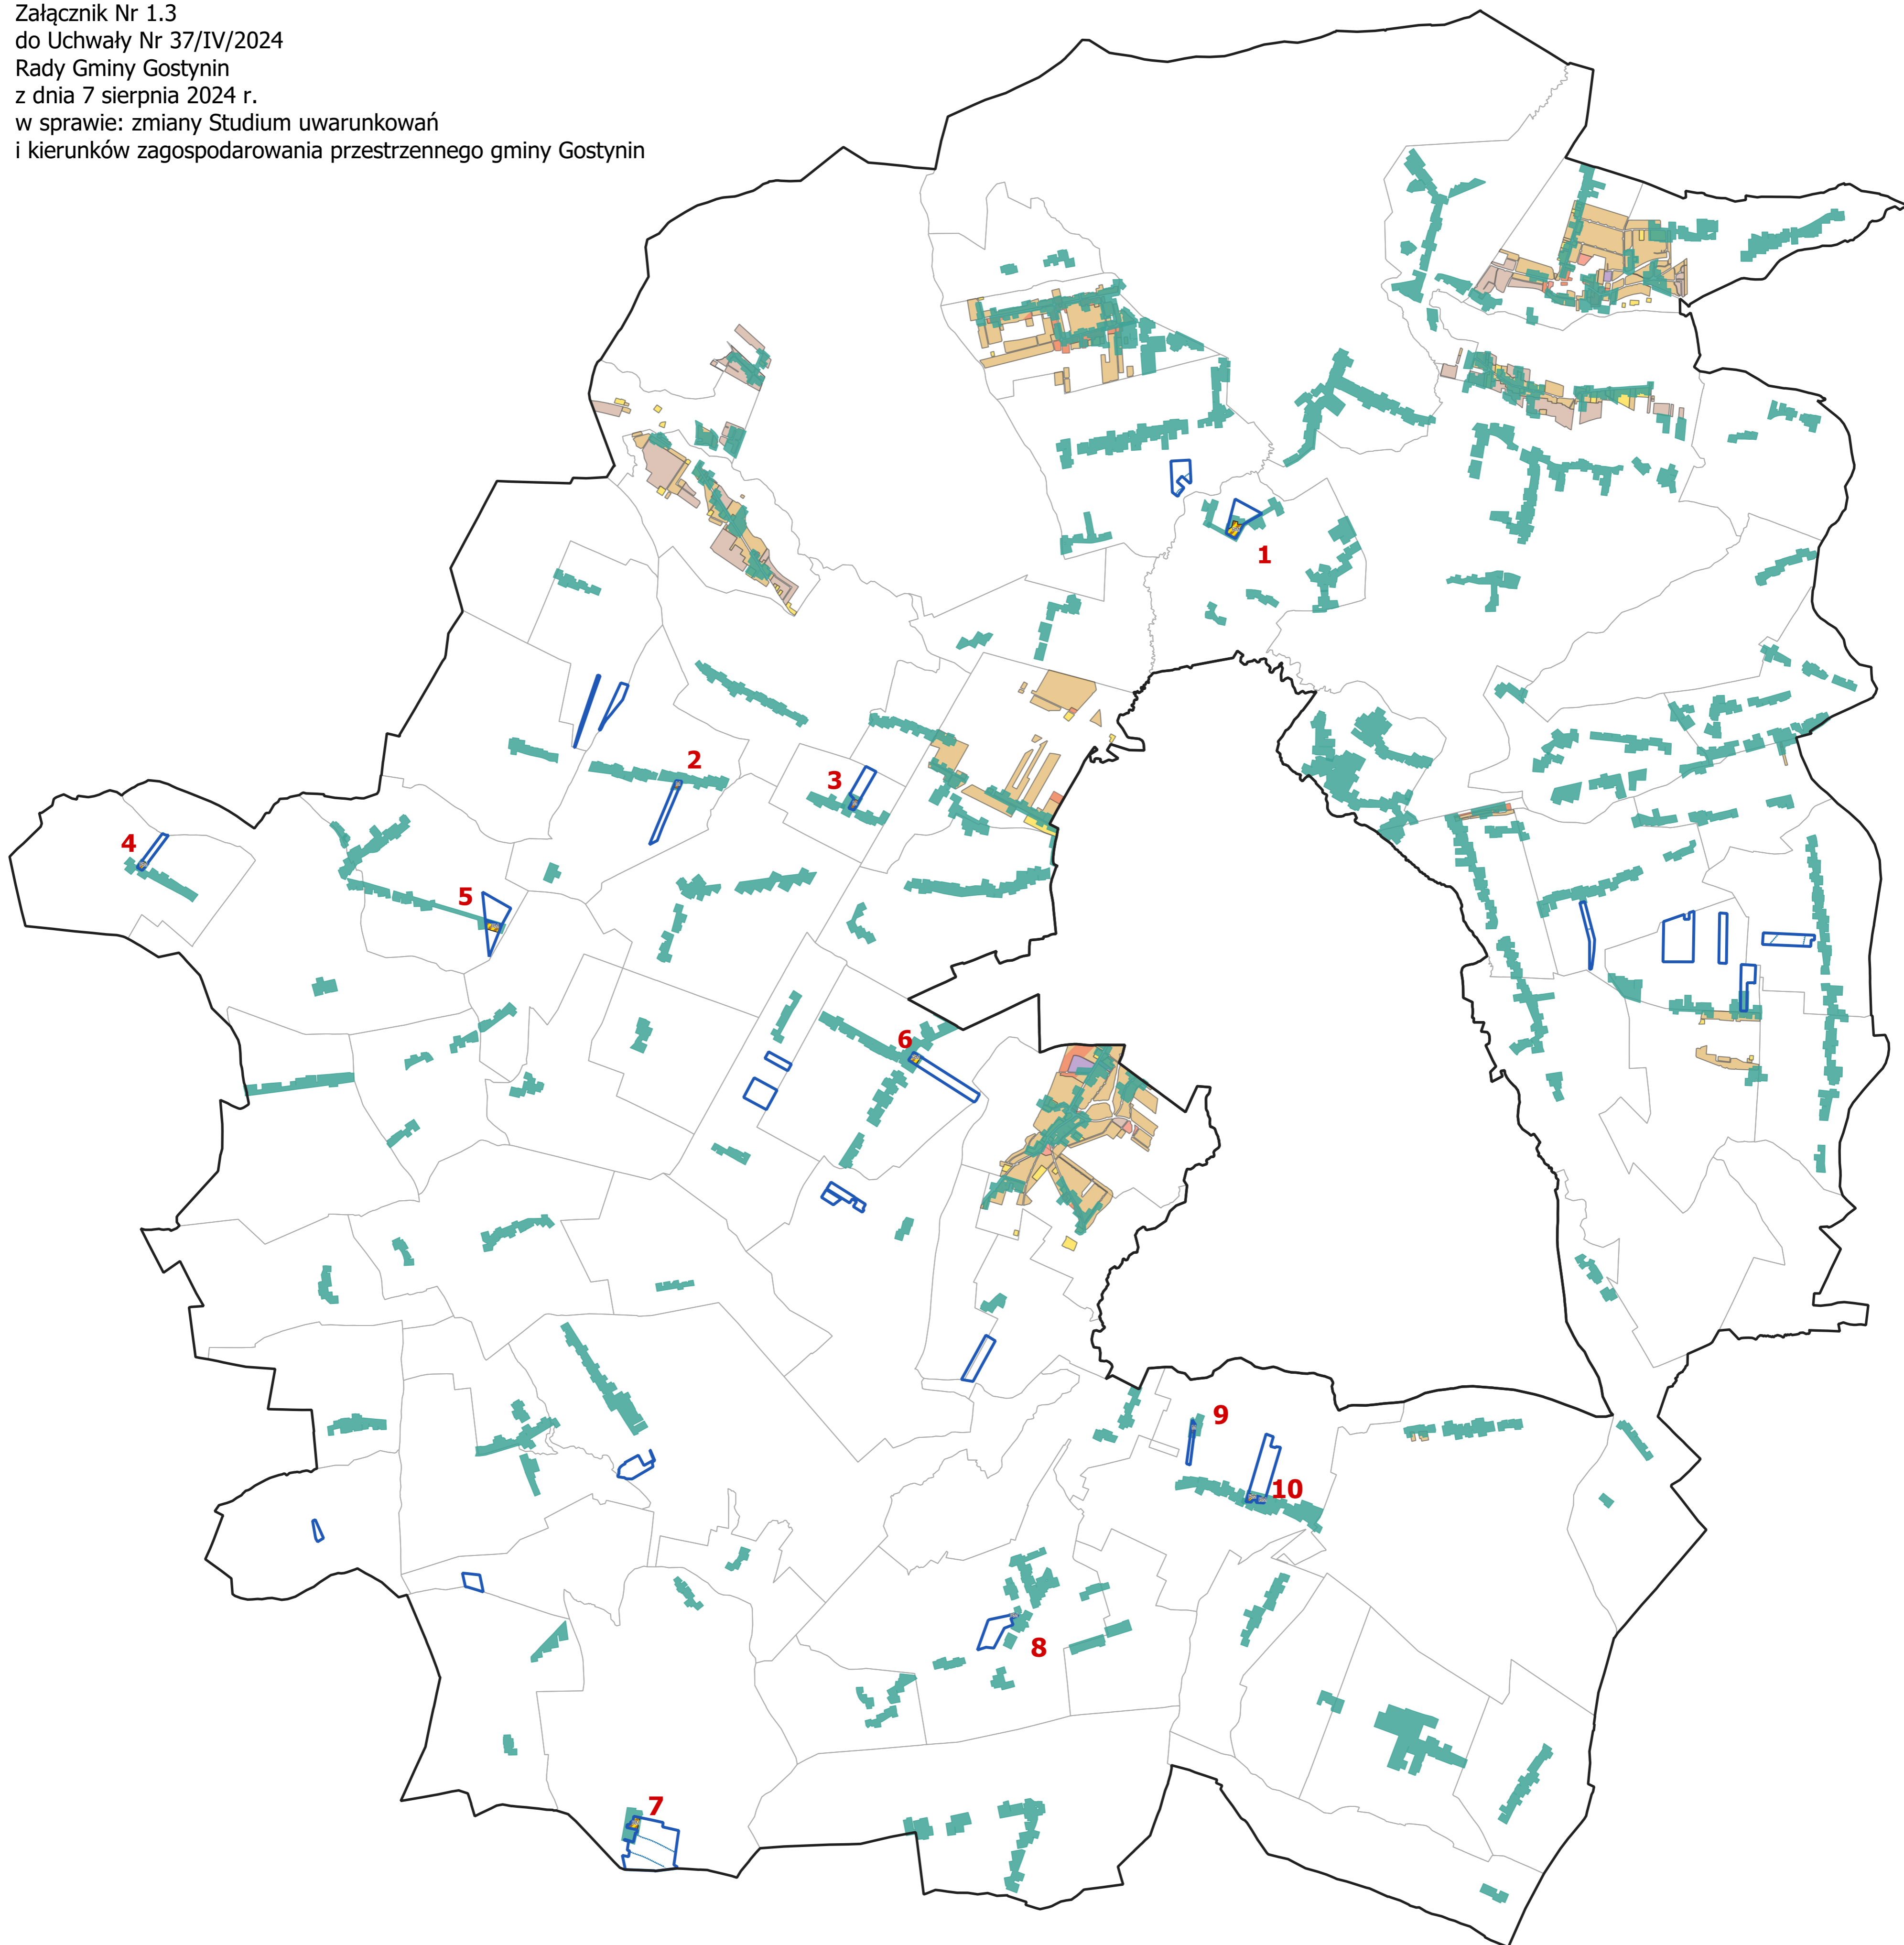 Załącznik Nr 1.3
do Uchwały Nr 37/IV/2024
Rady Gminy Gostynin
z dnia 7 sierpnia 2024 r.
w sprawie: zmiany Studium uwarunkowań
i kierunków zagospodarowania przestrzennego gminy Gostynin
1
2
3
4
5
6
9
10
8
7